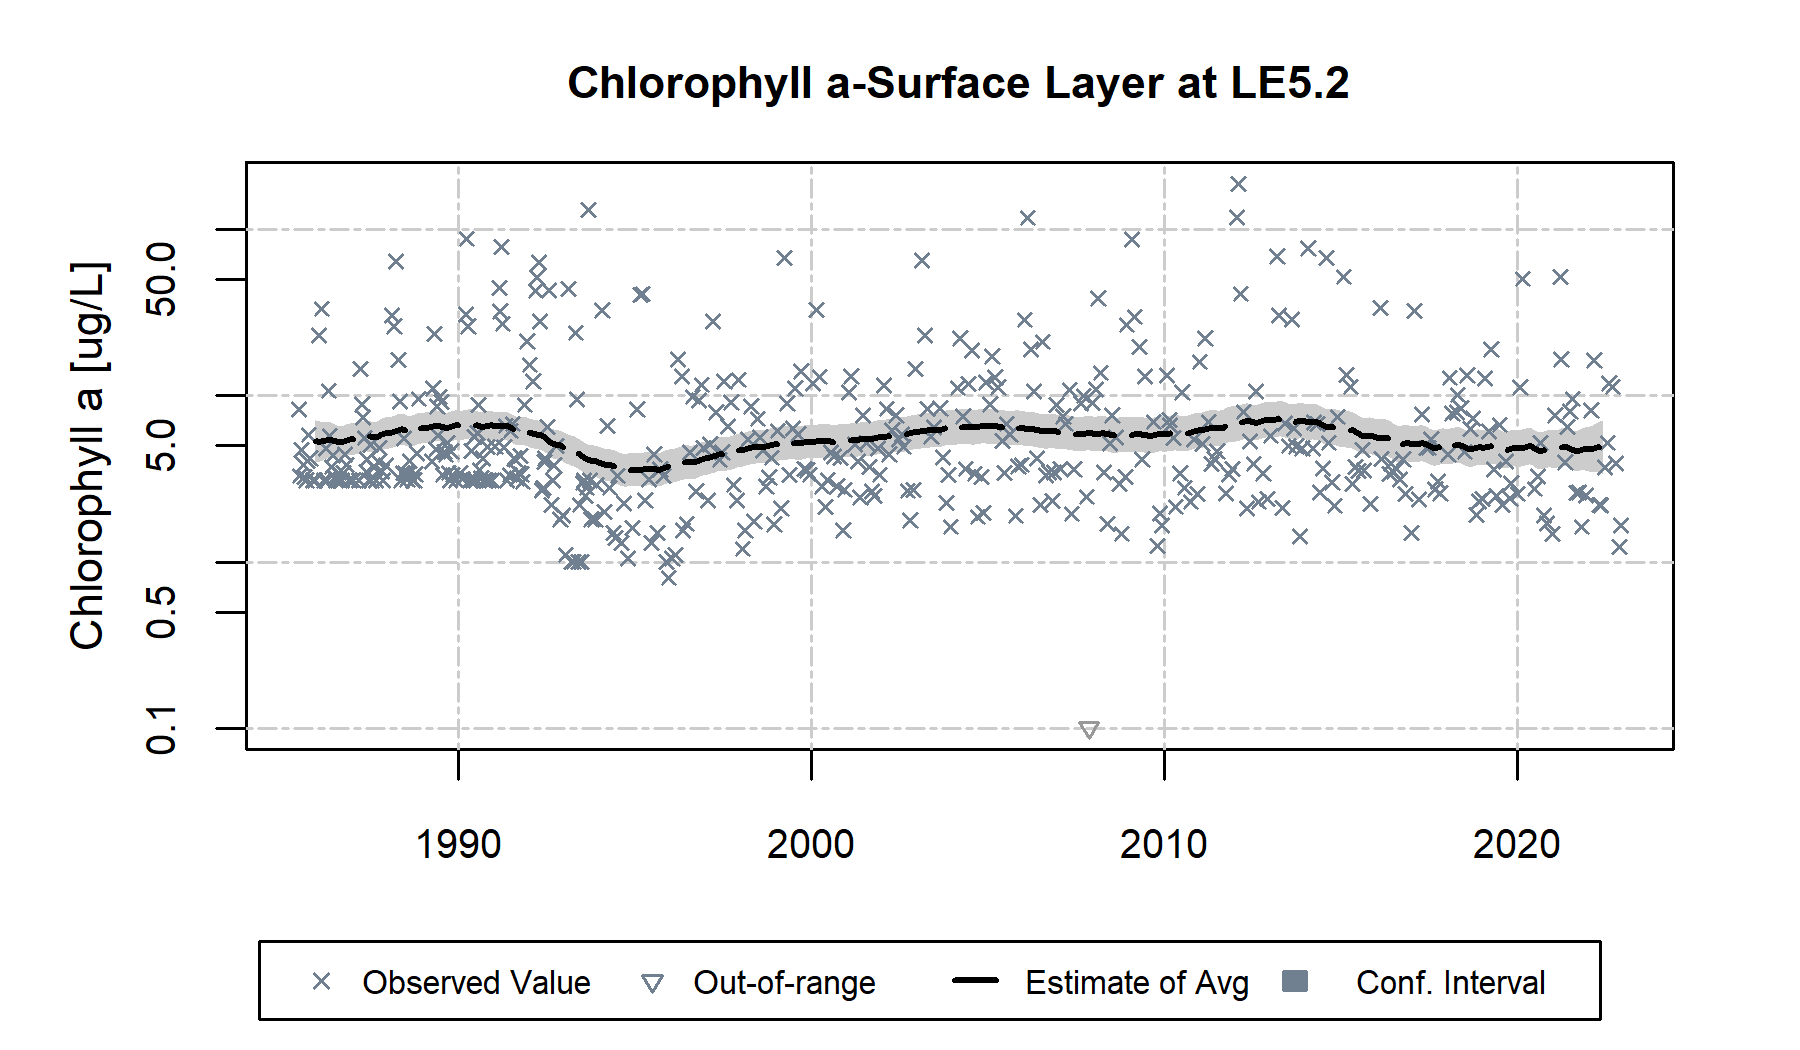 Chlorophyll a-Surface Layer at LE5.2
Chlorophyll a [ug/L]
50.0
5.0
0.5
0.1
1990 2000 2010 2020
Observed Value Out-of-range Estimate of Avg Conf. Interval